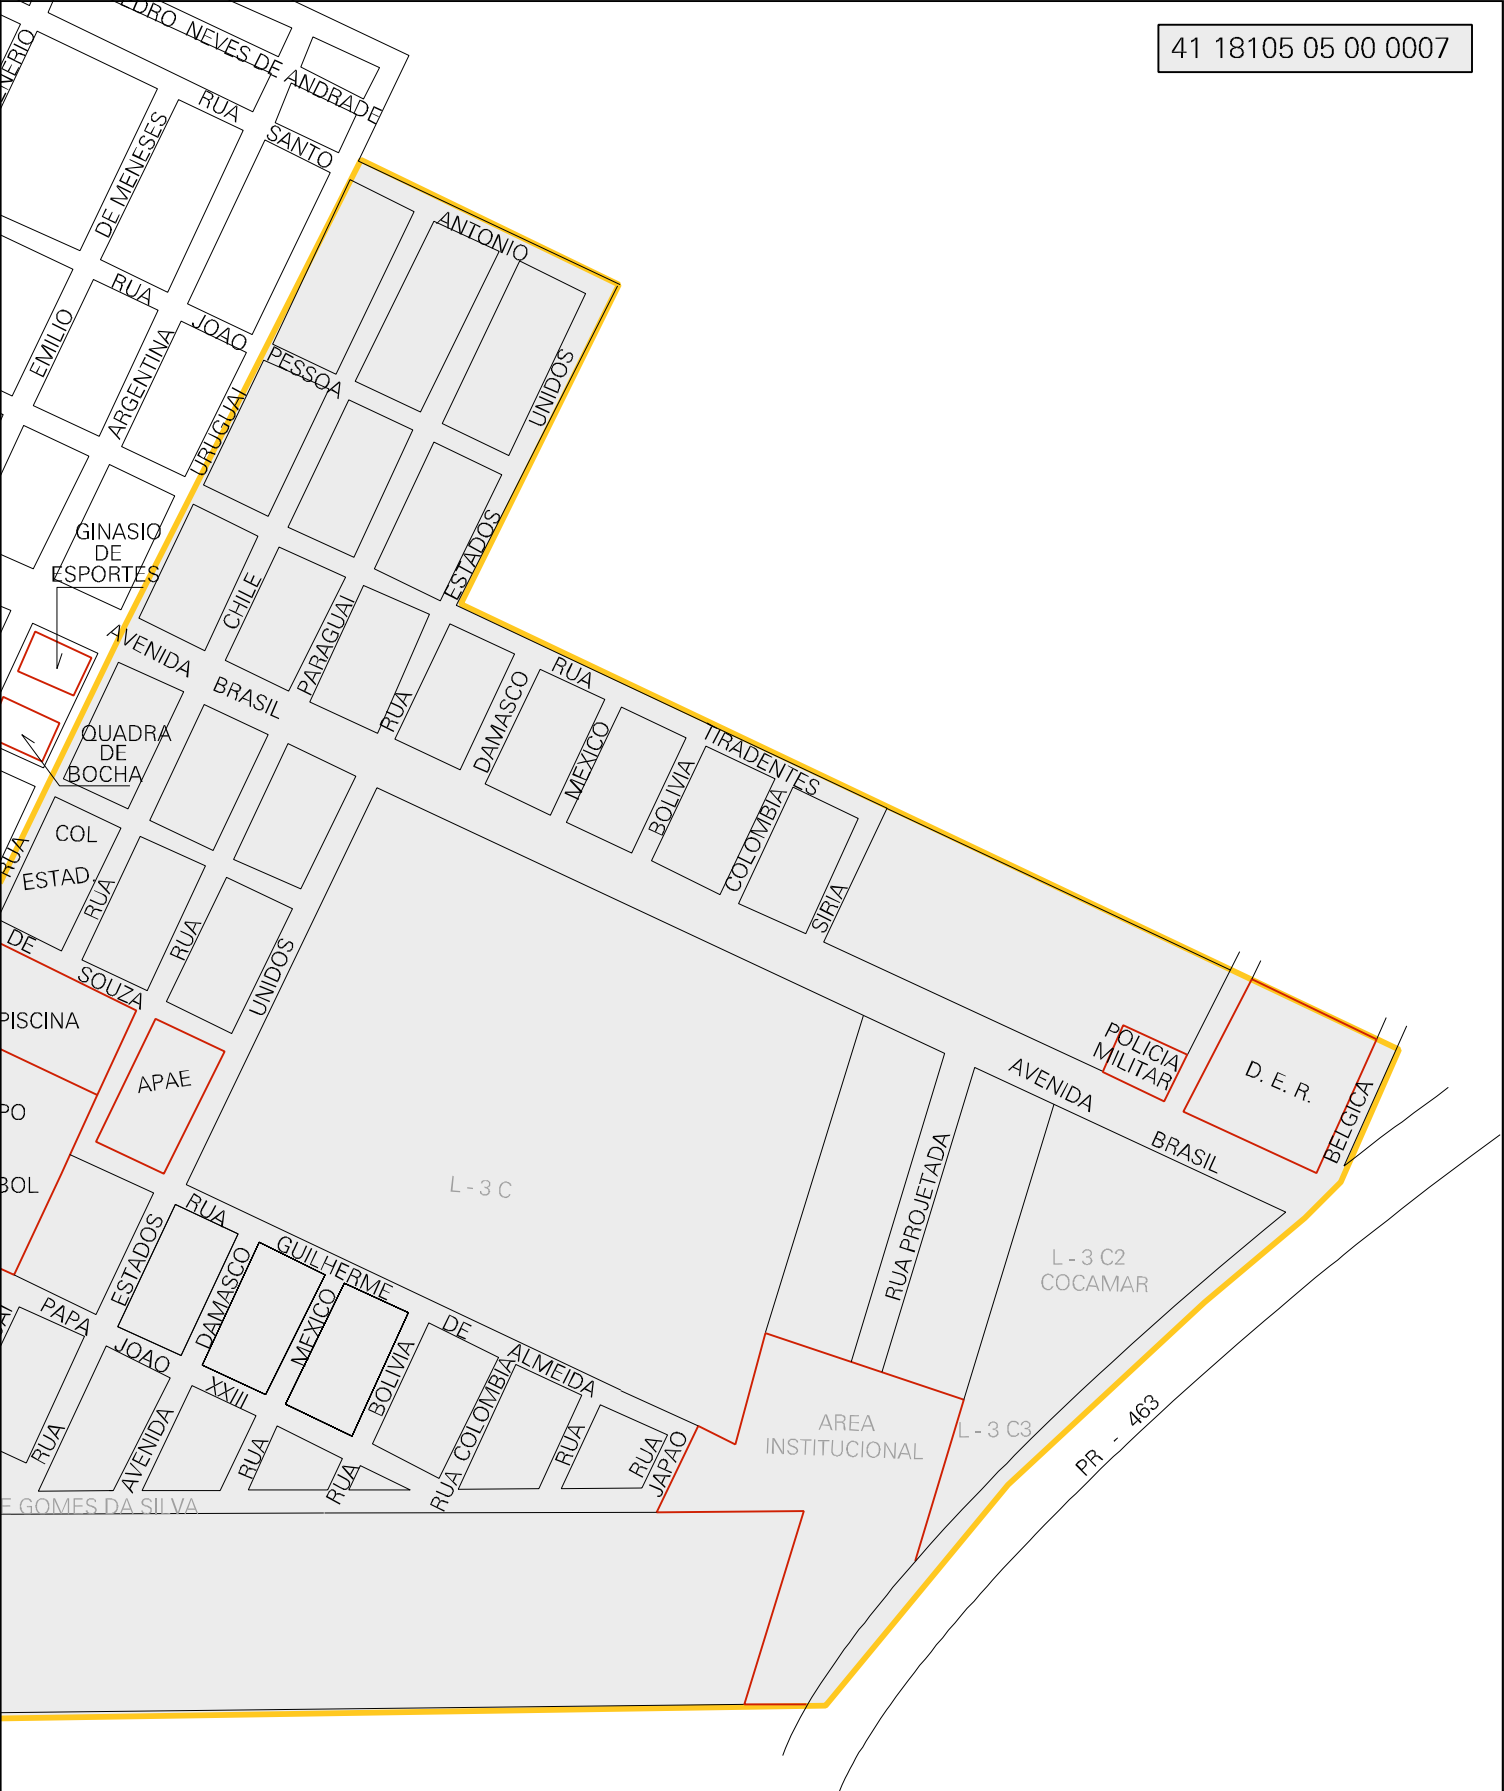 41 18105 05 00 0007
PEDRO NEVES DE ANDRADE
RUA
SANTO
ANTONIO
DE MENESES
RUA
JOAO
PESSOA
EMILIO
ARGENTINA
URUGUAI
UNIDOS
ESTADOS
GINASIO
DE
ESPORTES
CHILE
PARAGUAI
RUA
AVENIDA
BRASIL
QUADRA
DE
BOCHA
RUA
COL
ESTAD.
RUA
RUA
UNIDOS
DE
SOUZA
RUA
TIRADENTES
DAMASCO
MEXICO
BOLIVIA
COLOMBIA
SIRIA
PISCINA
APAE
PO
BOL
POLICIA
MILITAR
D. E. R.
BELGICA
AVENIDA
BRASIL
RUA PROJETADA
L - 3 C
L - 3 C2
COCAMAR
RUA
GUILHERME
DE
ALMEIDA
ESTADOS
DAMASCO
MEXICO
BOLIVIA
RUA COLOMBIA
RUA
RUA
JAPAO
PAPA
JOAO
XXIII
RUA
AVENIDA
RUA
RUA
AREA
INSTITUCIONAL
L - 3 C3
PR - 463
E GOMES DA SILVA